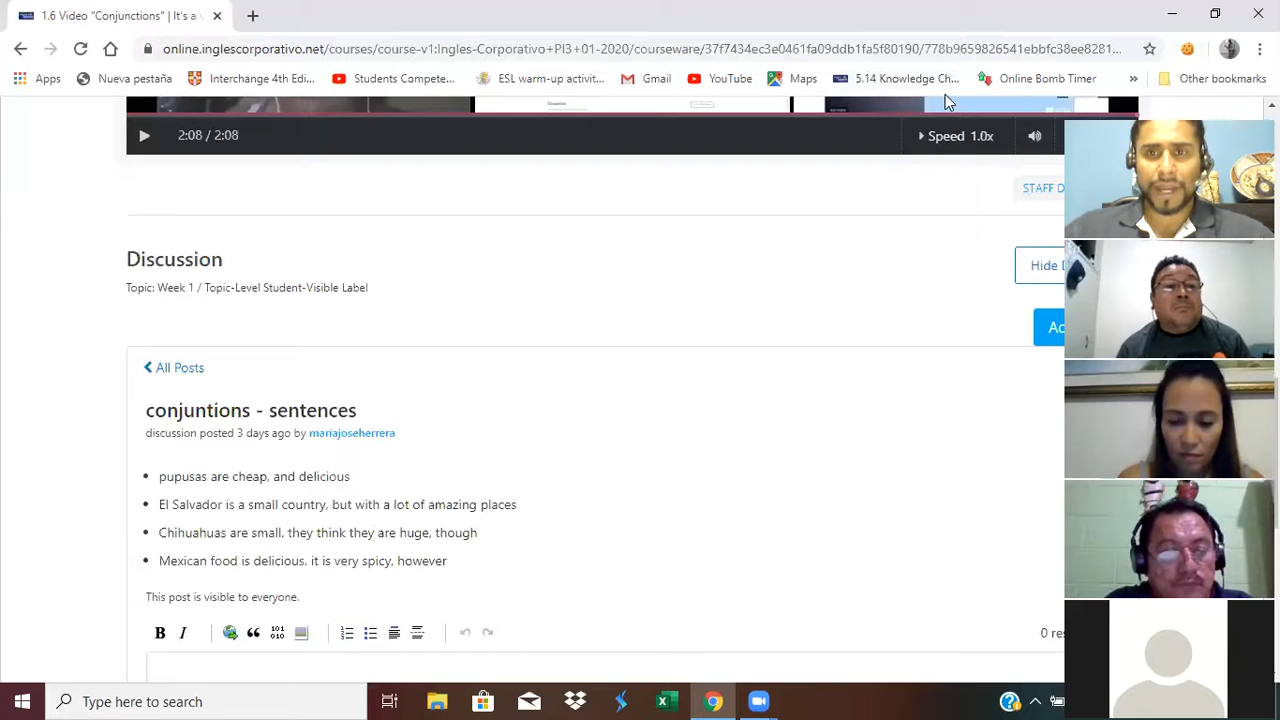 1.6 Video "Conjunctions" | It's a
online.inglescorporativo.net/courses/course-v1:Ingles-Corporativo+PI3+01-2020/courseware/37f7434ec3e0461fa09ddb1fa5f80190/778b9659826541ebbfc38ee8281...
Apps Nueva pestaña Interchange 4th Edi... Students Compete... ESL warm-up activit... Gmail YouTube Maps 5.14 Knowledge Ch... Online Bomb Timer » Other bookmarks
2:08 / 2:08 Speed 1.0x
STAFF D
Discussion
Hide
Topic: Week 1 / Topic-Level Student-Visible Label
All Posts
conjuntions - sentences
discussion posted 3 days ago by mariajoseherrera
• pupusas are cheap, and delicious
• El Salvador is a small country, but with a lot of amazing places
• Chihuahuas are small. they think they are huge, though
• Mexican food is delicious. it is very spicy, however
This post is visible to everyone.
B I
0 res
Type here to search